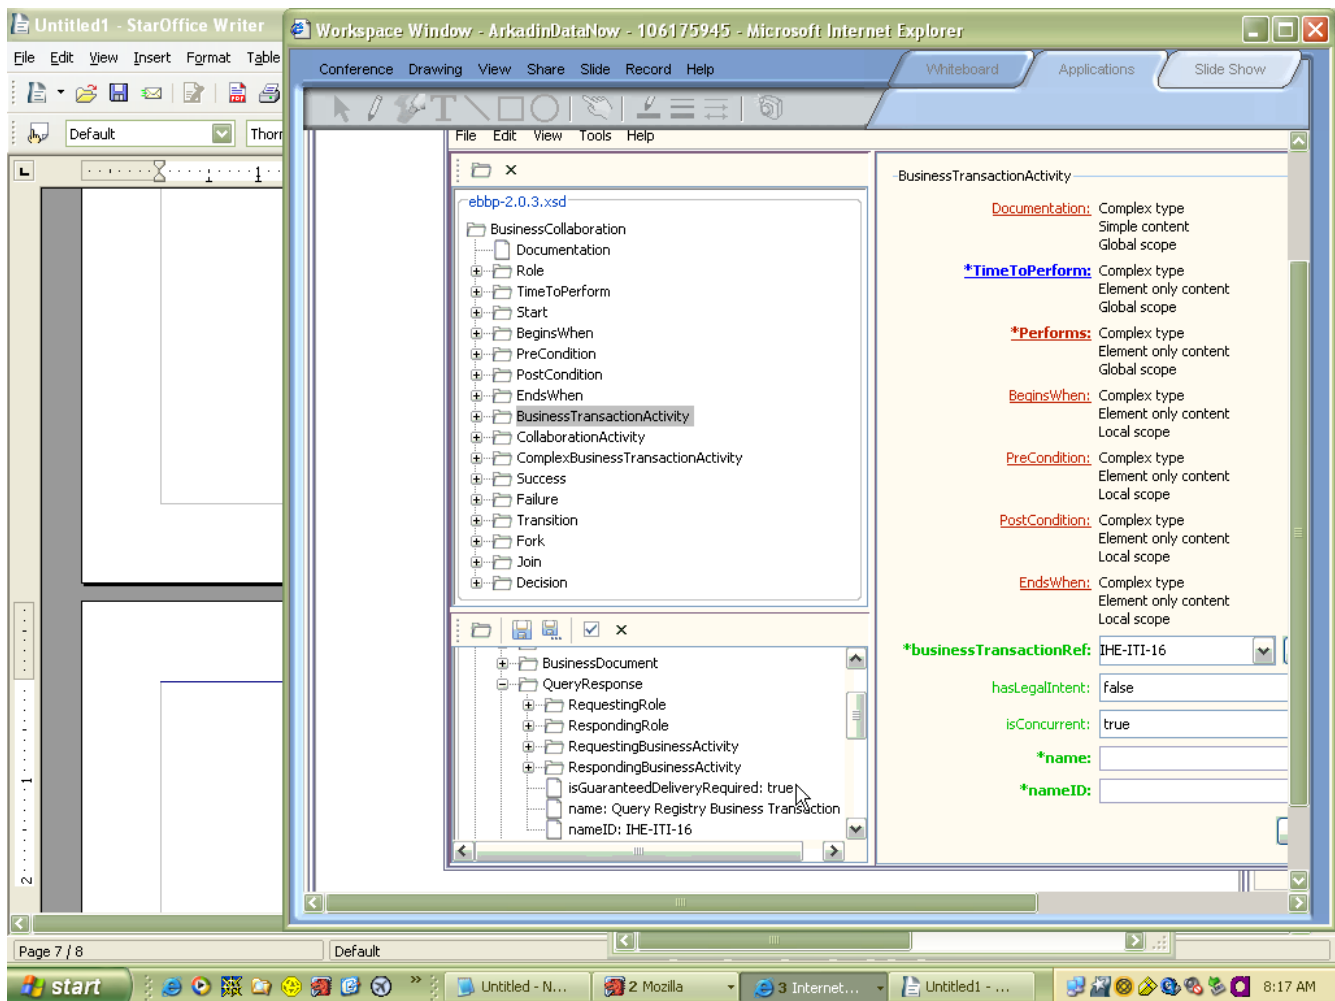 Untitled1 - StarOffice Writer
File Edit View Insert Format Table
Default
Thorn
Workspace Window - ArkadinDataNow - 106175945 - Microsoft Internet Explorer
Conference Drawing View Share Slide Record Help
Whiteboard
Applications
Slide Show
File Edit View Tools Help
ebbp-2.0.3.xsd
BusinessCollaboration
Documentation
Role
TimeToPerform
Start
BeginsWhen
PreCondition
PostCondition
EndsWhen
BusinessTransactionActivity
CollaborationActivity
ComplexBusinessTransactionActivity
Success
Failure
Transition
Fork
Join
Decision
BusinessDocument
QueryResponse
RequestingRole
RespondingRole
RequestingBusinessActivity
RespondingBusinessActivity
isGuaranteedDeliveryRequired: true
name: Query Registry Business Transaction
nameID: IHE-ITI-16
BusinessTransactionActivity
Documentation: Complex type
Simple content
Global scope
*TimeToPerform: Complex type
Element only content
Global scope
*Performs: Complex type
Element only content
Global scope
BeginsWhen: Complex type
Element only content
Local scope
PreCondition: Complex type
Element only content
Local scope
PostCondition: Complex type
Element only content
Local scope
EndsWhen: Complex type
Element only content
Local scope
*businessTransactionRef: IHE-ITI-16
hasLegalIntent: false
isConcurrent: true
*name:
*nameID:
Page 7 / 8
Default
start
Untitled - N...
2 Mozilla
3 Internet...
Untitled1 - ...
8:17 AM